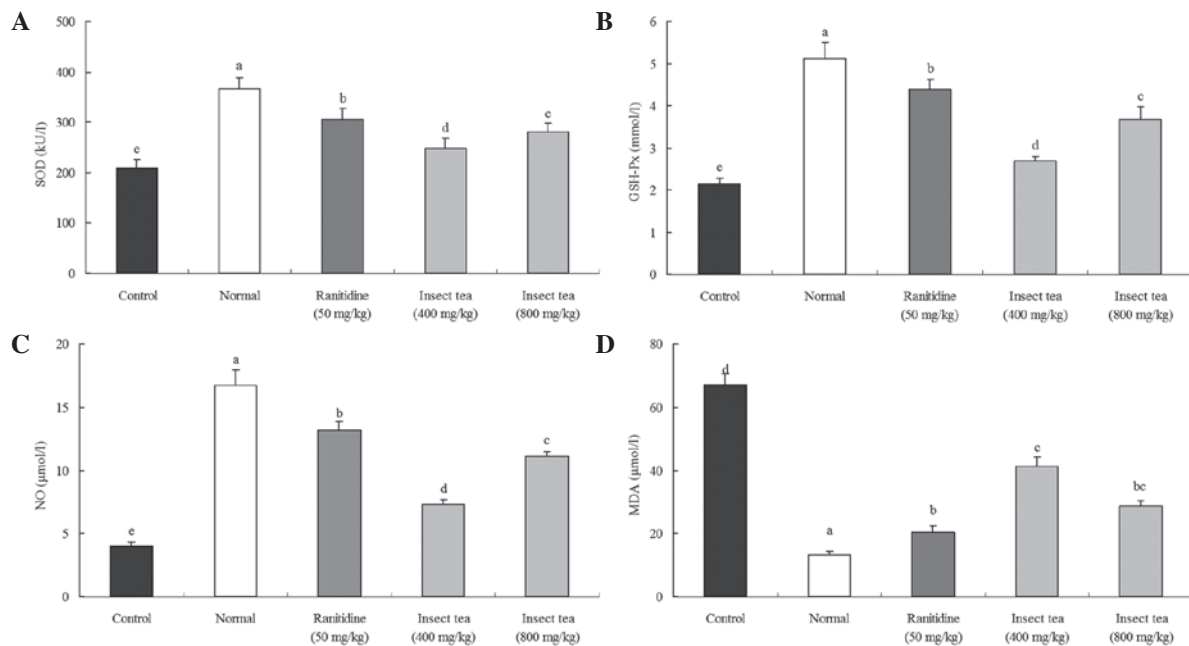 A
SOD (kU/l)
500
400
300
200
100
0
e
a
b
d
c
Control
Normal
Ranitidine
(50 mg/kg)
Insect tea
(400 mg/kg)
Insect tea
(800 mg/kg)
B
GSH-Px (mmol/l)
6
5
4
3
2
1
0
e
a
b
d
c
Control
Normal
Ranitidine
(50 mg/kg)
Insect tea
(400 mg/kg)
Insect tea
(800 mg/kg)
C
NO (μmol/l)
20
15
10
5
0
e
a
b
d
c
Control
Normal
Ranitidine
(50 mg/kg)
Insect tea
(400 mg/kg)
Insect tea
(800 mg/kg)
D
MDA (μmol/l)
80
60
40
20
0
d
a
b
c
bc
Control
Normal
Ranitidine
(50 mg/kg)
Insect tea
(400 mg/kg)
Insect tea
(800 mg/kg)